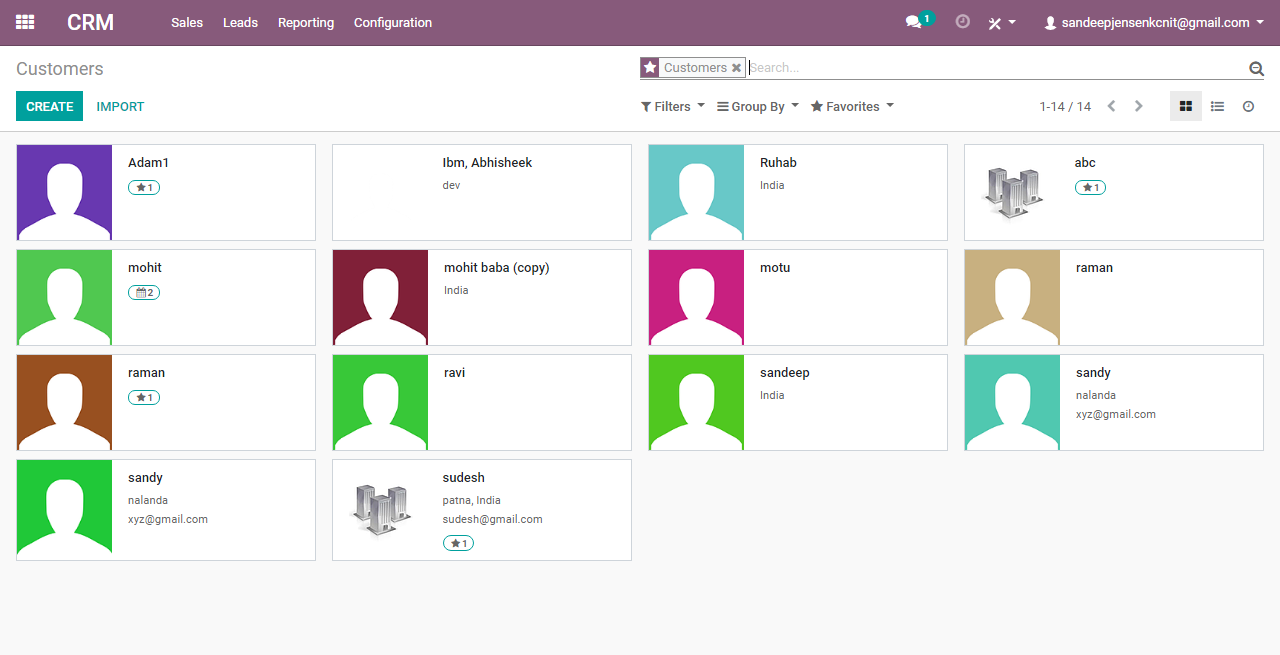 CRM Sales Leads Reporting Configuration 1 sandeepjensenkcnit@gmail.com
Customers
Customers Search...
CREATE IMPORT
Filters Group By Favorites 1-14 / 14
Adam1
1
Ibm, Abhisheek
dev
Ruhab
India
abc
1
mohit
2
mohit baba (copy)
India
motu
raman
raman
1
ravi
sandeep
India
sandy
nalanda
xyz@gmail.com
sandy
nalanda
xyz@gmail.com
sudesh
patna, India
sudesh@gmail.com
1